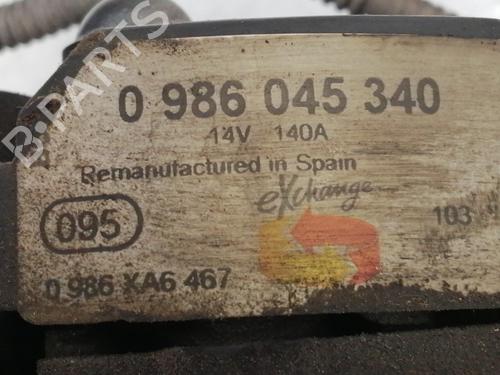 B-PARTS
0 986 045 340
14V 140A
Remanufactured in Spain
eXchange
103
095
0 986 XA6 467